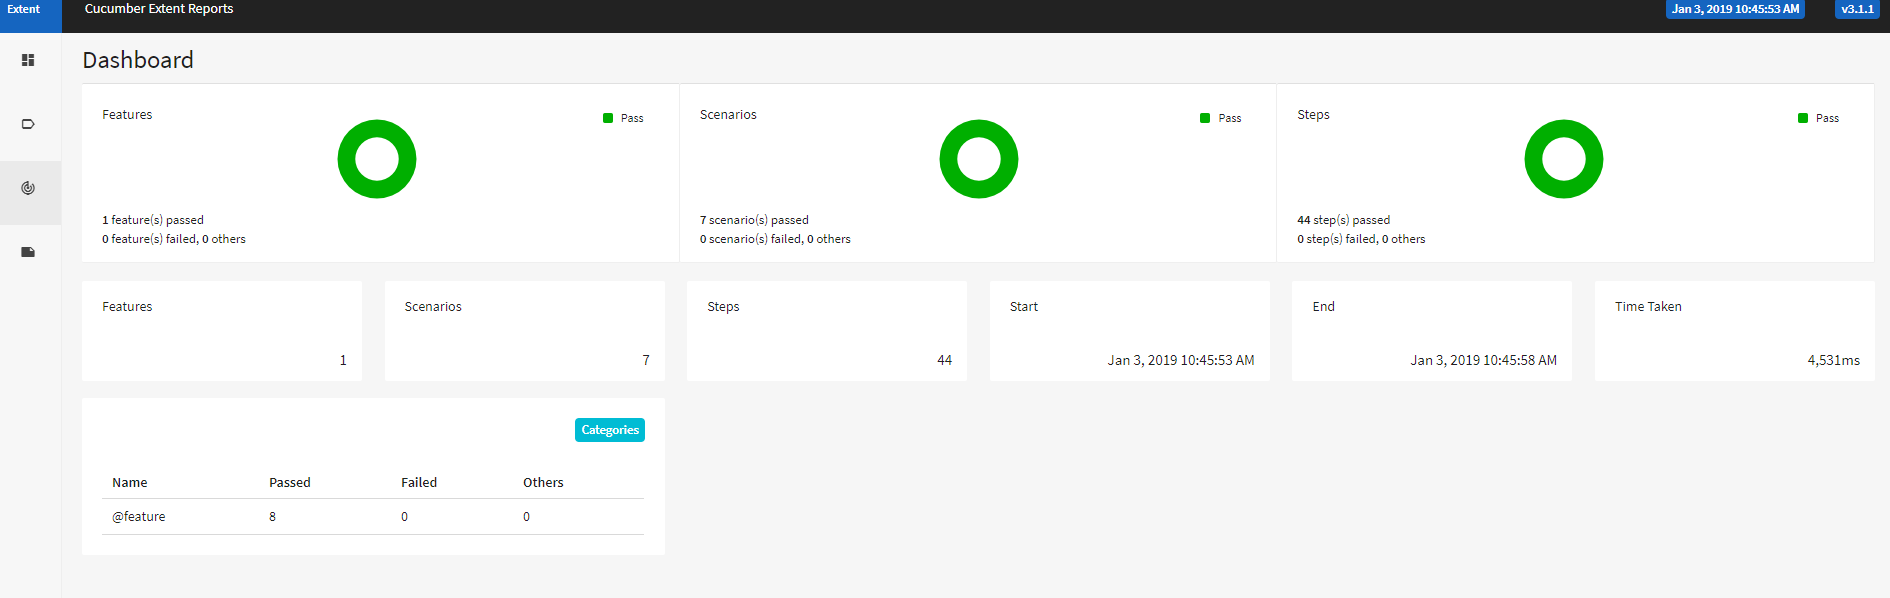 Extent
Cucumber Extent Reports
Jan 3, 2019 10:45:53 AM
v3.1.1
Dashboard
Features
Pass
1 feature(s) passed
0 feature(s) failed, 0 others
Scenarios
Pass
7 scenario(s) passed
0 scenario(s) failed, 0 others
Steps
Pass
44 step(s) passed
0 step(s) failed, 0 others
Features
1
Scenarios
7
Steps
44
Start
Jan 3, 2019 10:45:53 AM
End
Jan 3, 2019 10:45:58 AM
Time Taken
4,531ms
Categories
Name Passed Failed Others
@feature 8 0 0